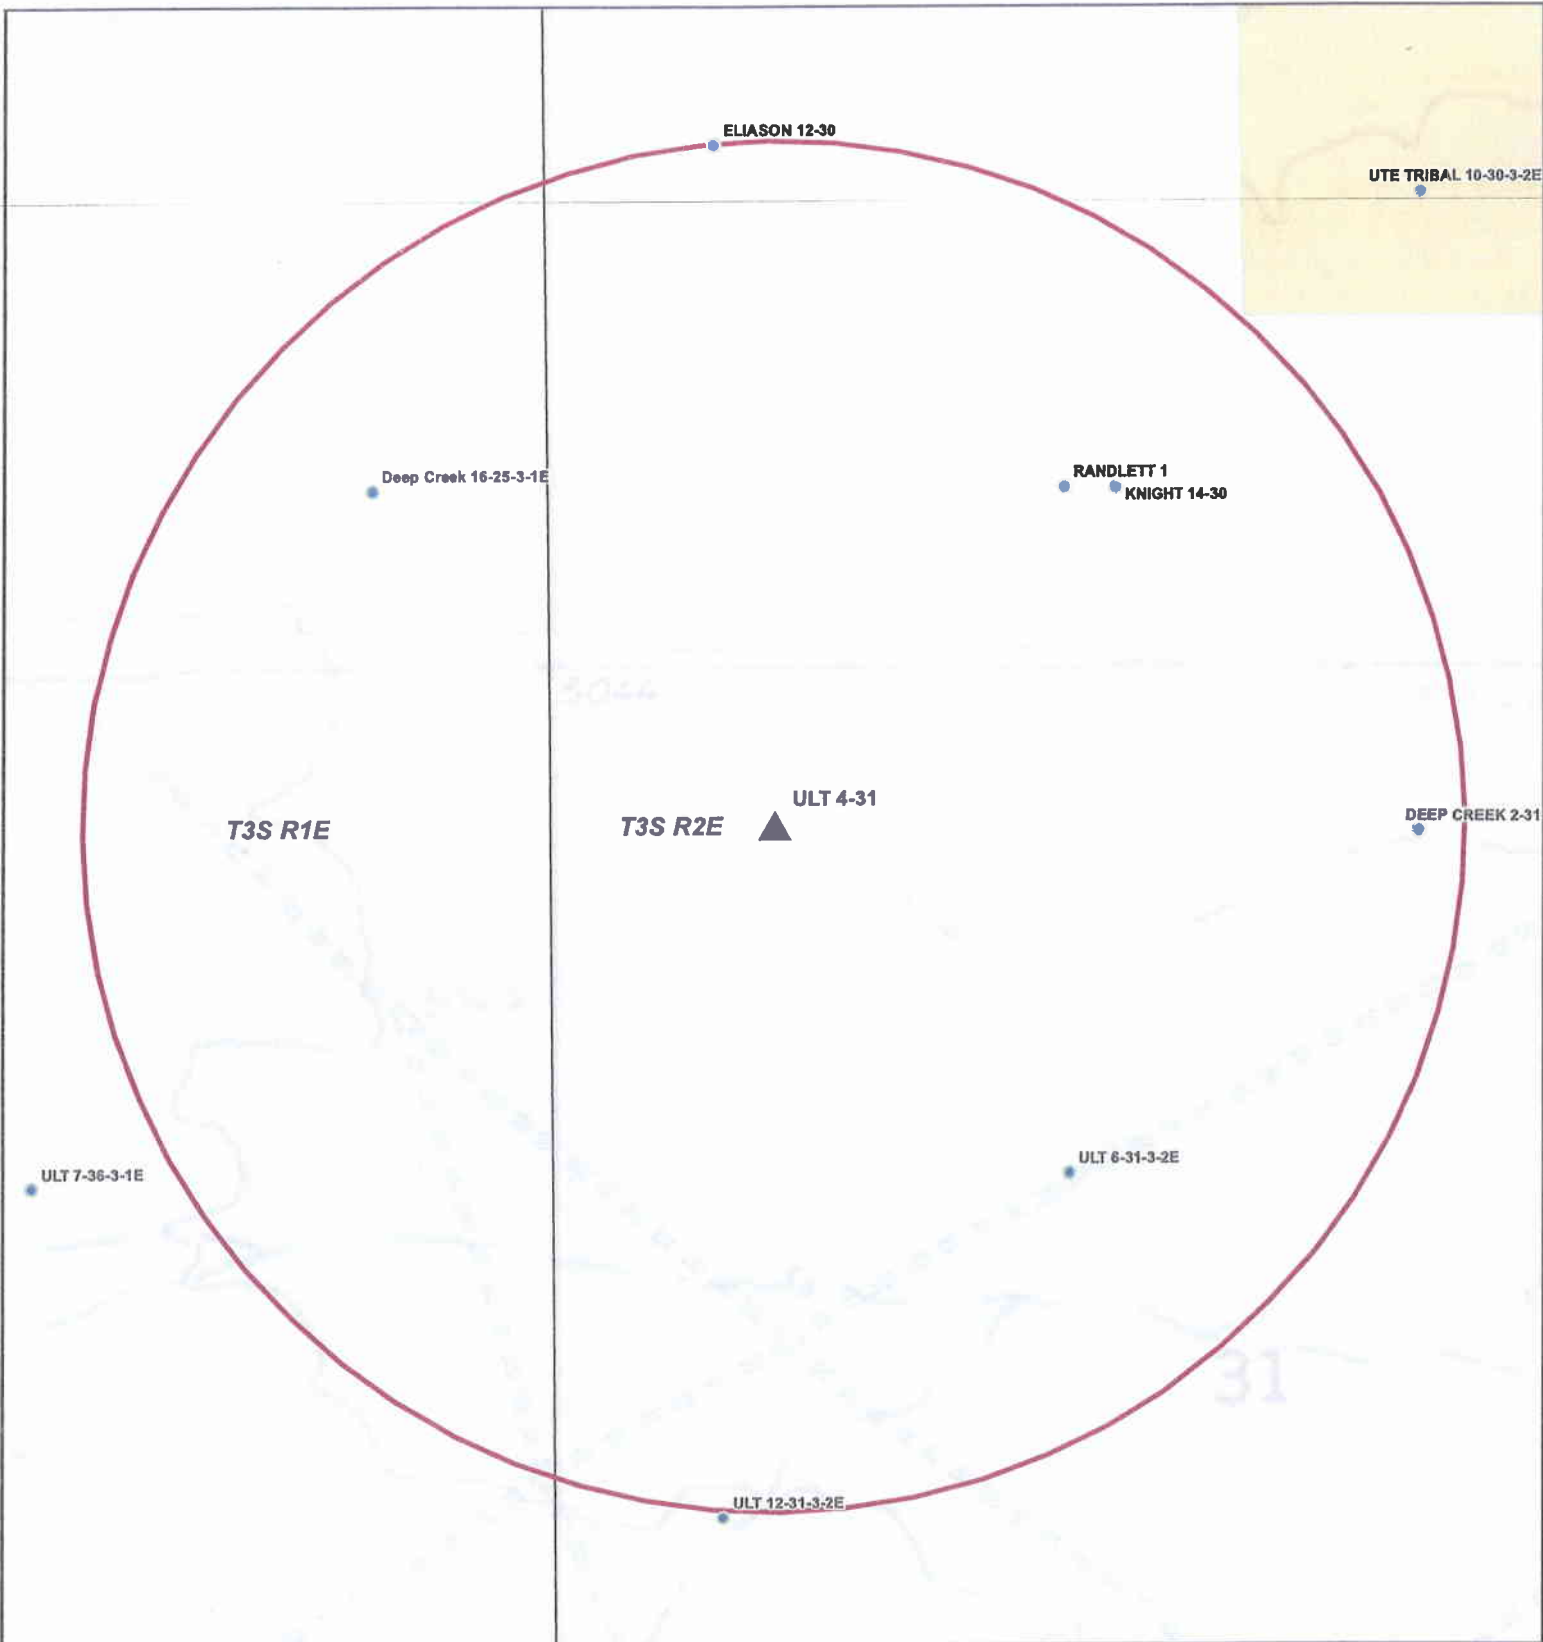 ELIASON 12-30
UTE TRIBAL 10-30-3-2E
Deep Creek 16-25-3-1E
RANDLETT 1
KNIGHT 14-30
ULT 4-31
T3S R1E
T3S R2E
DEEP CREEK 2-31
ULT 7-36-3-1E
ULT 6-31-3-2E
31
ULT 12-31-3-2E